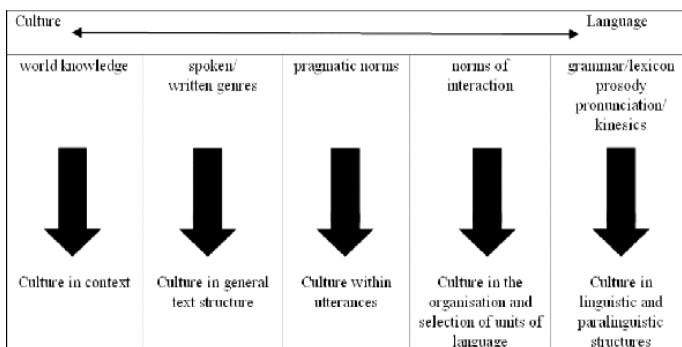 Culture
Language
world knowledge
spoken/
written genres
pragmatic norms
norms of
interaction
grammar/lexicon
prosody
pronunciation/
kinesics
Culture in context
Culture in general
text structure
Culture within
utterances
Culture in the
organisation and
selection of units of
language
Culture in
linguistic and
paralinguistic
structures